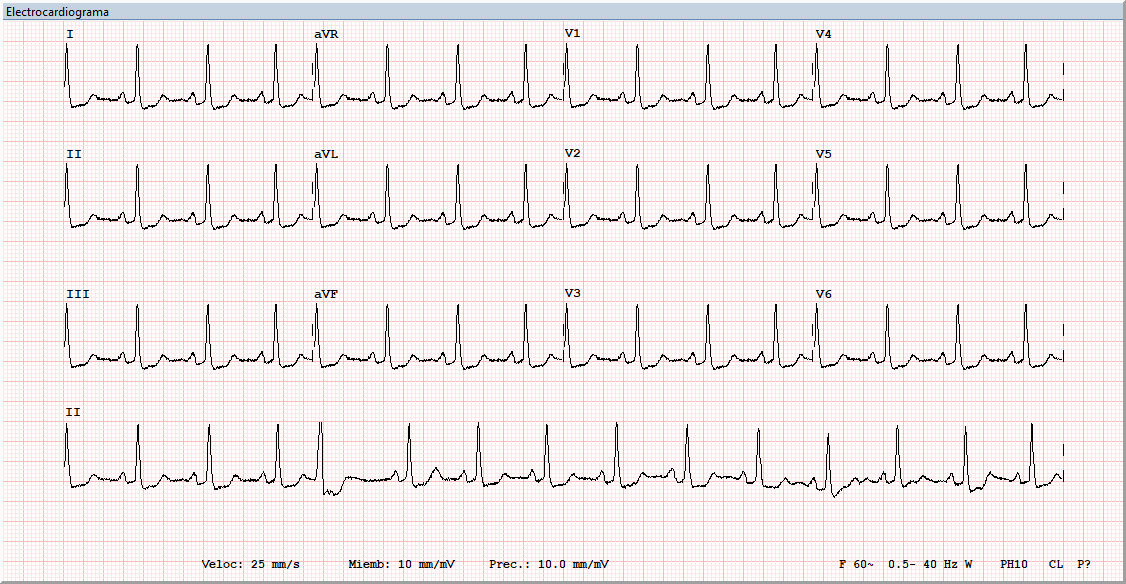 Electrocardiograma
I aVR V1 V4
II aVL V2 V5
III aVF V3 V6
II
Veloc: 25 mm/s Miemb: 10 mm/mV Prec.: 10.0 mm/mV F 60~ 0.5- 40 Hz W PH10 CL P?